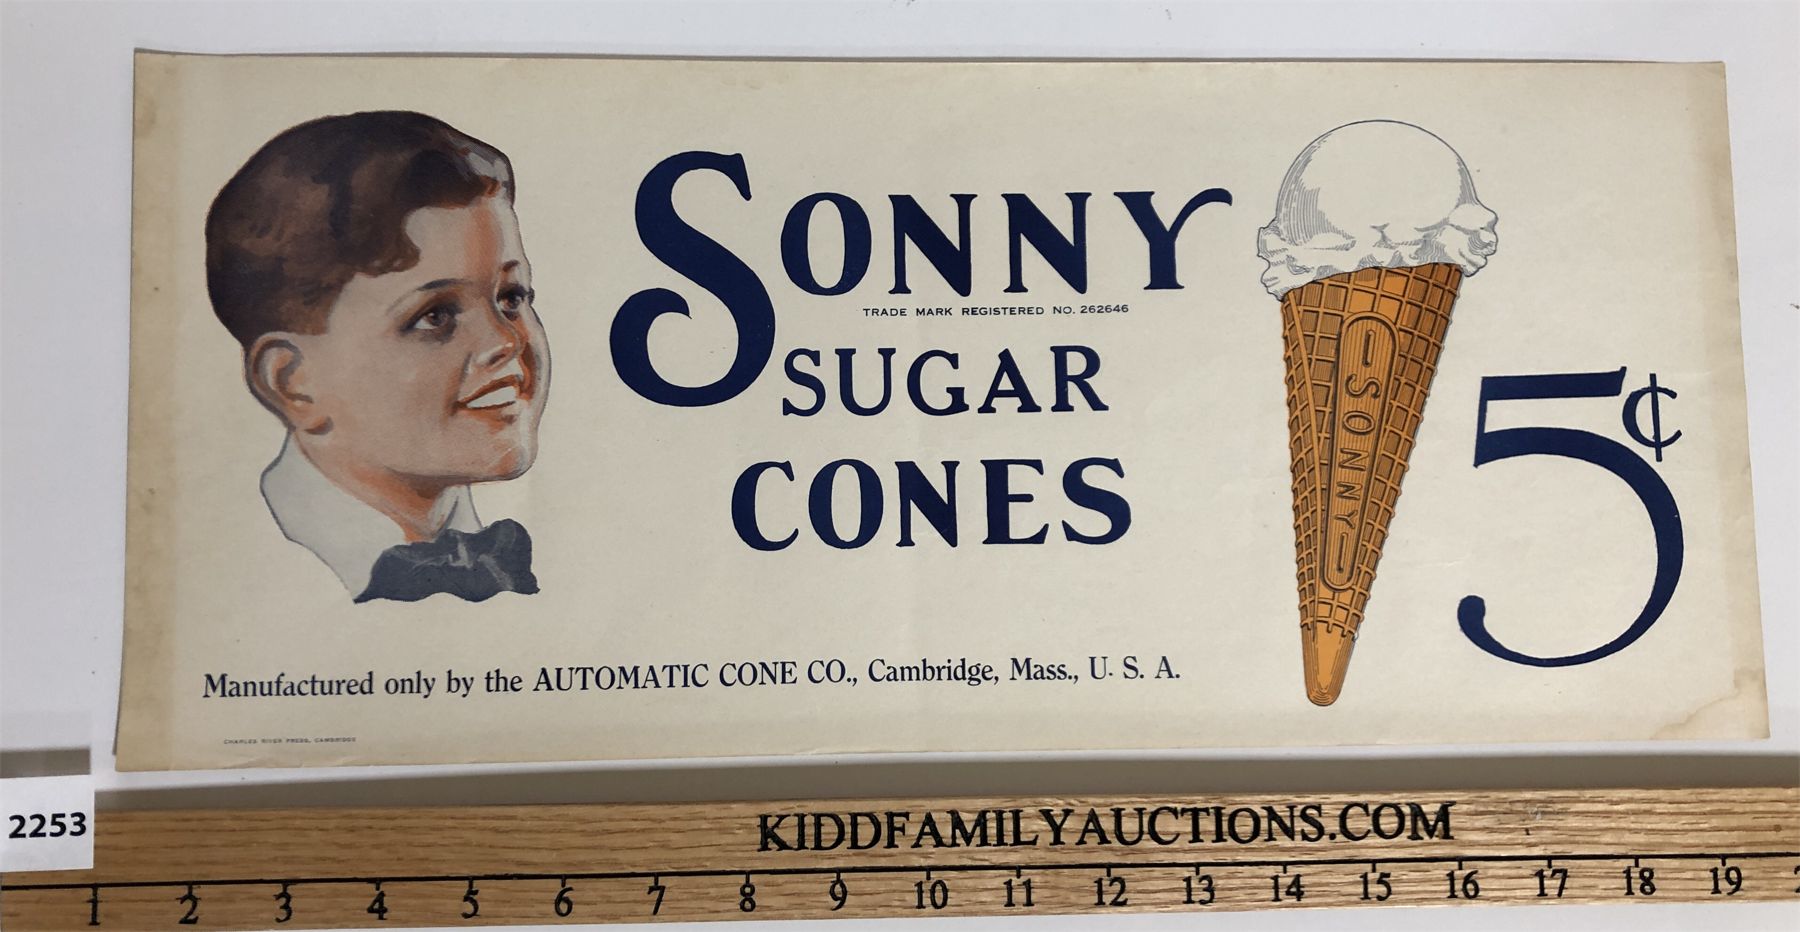 SONNY
TRADE MARK REGISTERED NO. 262646
SUGAR
CONES
SONNY
5¢
Manufactured only by the AUTOMATIC CONE CO., Cambridge, Mass., U. S. A.
CHARLES RIVER PRESS, CAMBRIDGE
2253
KIDDFAMILYAUCTIONS.COM
1 2 3 4 5 6 7 8 9 10 11 12 13 14 15 16 17 18 19